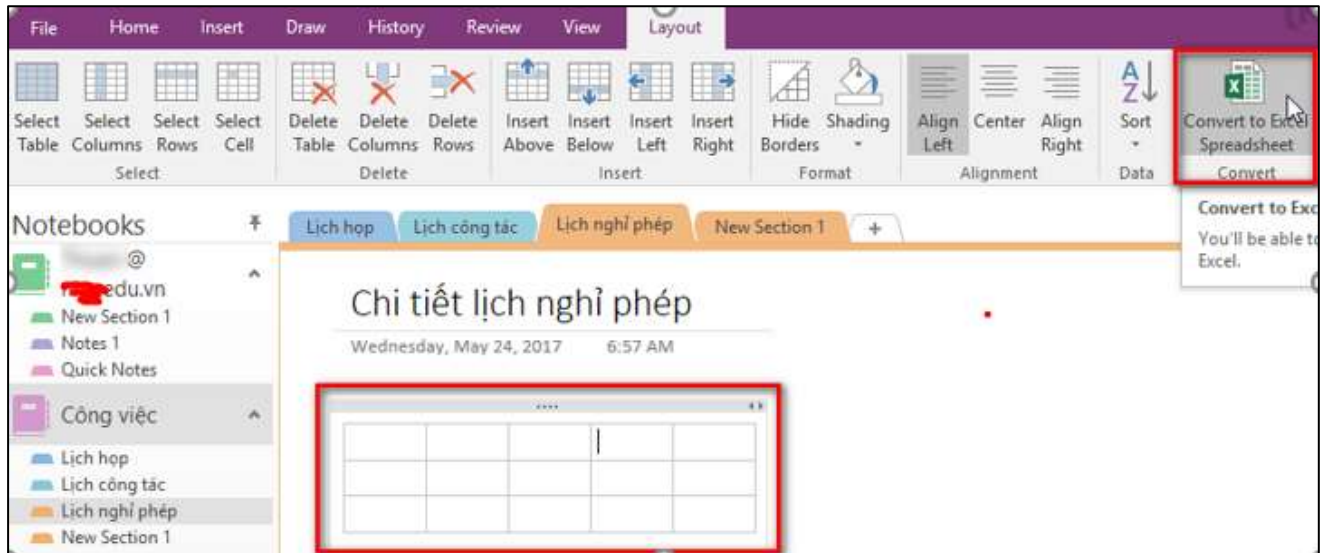 File Home Insert Draw History Review View Layout
Select Table
Select Columns
Select Rows
Select Cell
Delete Table
Delete Columns
Delete Rows
Insert Above
Insert Below
Insert Left
Insert Right
Hide Borders
Shading
Align Left
Center
Align Right
Sort
Convert to Excel Spreadsheet
Select Delete Insert Format Alignment Data Convert
Convert to Exc
You'll be able to
Excel.
Notebooks
@
edu.vn
New Section 1
Notes 1
Quick Notes
Công việc
Lịch họp
Lịch công tác
Lịch nghỉ phép
New Section 1
Lịch họp Lịch công tác Lịch nghỉ phép New Section 1 +
Chi tiết lịch nghỉ phép
Wednesday, May 24, 2017 6:57 AM